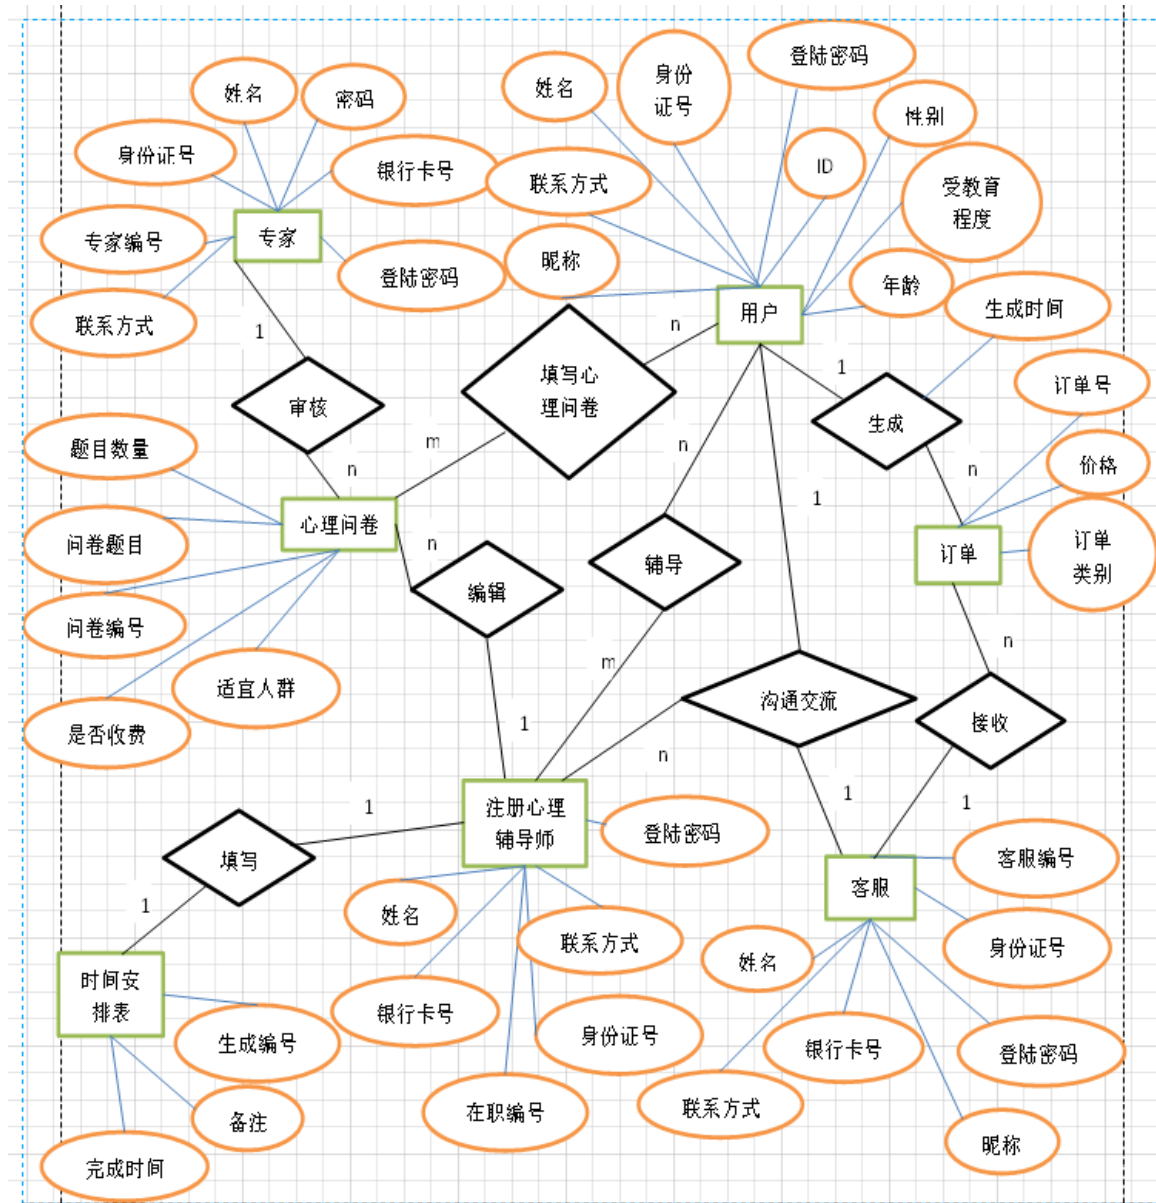 登陆密码
身份
证号
姓名
姓名
密码
性别
身份证号
银行卡号
联系方式
ID
受教育
程度
专家编号
专家
登陆密码
昵称
年龄
联系方式
用户
生成时间
1
n
1
填写心
理问卷
订单号
审核
生成
题目数量
m
n
价格
n
n
1
心理问卷
问卷题目
n
订单
订单
类别
编辑
辅导
问卷编号
n
m
适宜人群
沟通交流
是否收费
1
接收
n
1
1
1
注册心理
辅导师
登陆密码
填写
客服编号
客服
1
姓名
联系方式
身份证号
姓名
时间安
排表
银行卡号
生成编号
身份证号
银行卡号
登陆密码
在职编号
联系方式
备注
昵称
完成时间